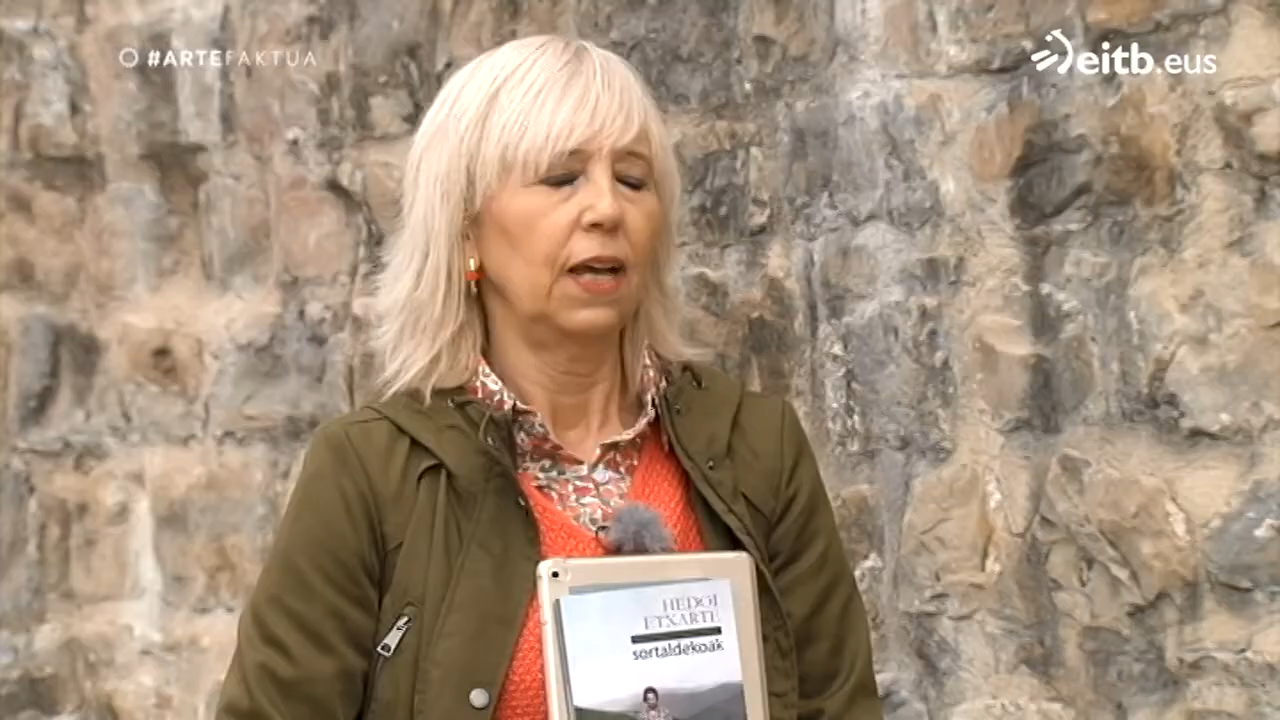 #ARTEFAKTUA
eitb.eus
HEDOI
ETXARTE
sortaldekoak